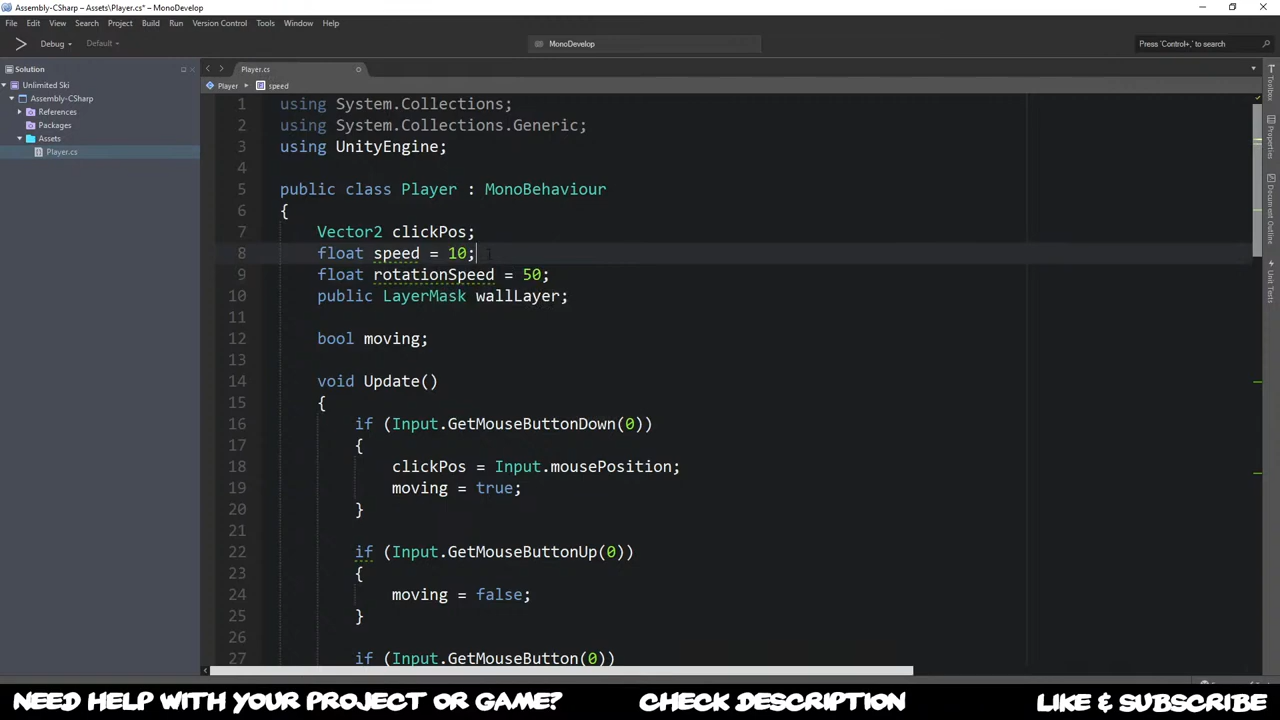 Assembly-CSharp – Assets\Player.cs* – MonoDevelop
File Edit View Search Project Build Run Version Control Tools Window Help
Debug Default MonoDevelop Press 'Control+,' to search
Solution
Player.cs
Unlimited Ski
Assembly-CSharp
References
Packages
Assets
Player.cs
Player speed
1 using System.Collections;
2 using System.Collections.Generic;
3 using UnityEngine;
4
5 public class Player : MonoBehaviour
6 {
7 Vector2 clickPos;
8 float speed = 10;
9 float rotationSpeed = 50;
10 public LayerMask wallLayer;
11
12 bool moving;
13
14 void Update()
15 {
16 if (Input.GetMouseButtonDown(0))
17 {
18 clickPos = Input.mousePosition;
19 moving = true;
20 }
21
22 if (Input.GetMouseButtonUp(0))
23 {
24 moving = false;
25 }
26
27 if (Input.GetMouseButton(0))
Toolbox
Properties
Document Outline
Unit Tests
NEED HELP WITH YOUR PROJECT OR GAME? CHECK DESCRIPTION LIKE & SUBSCRIBE